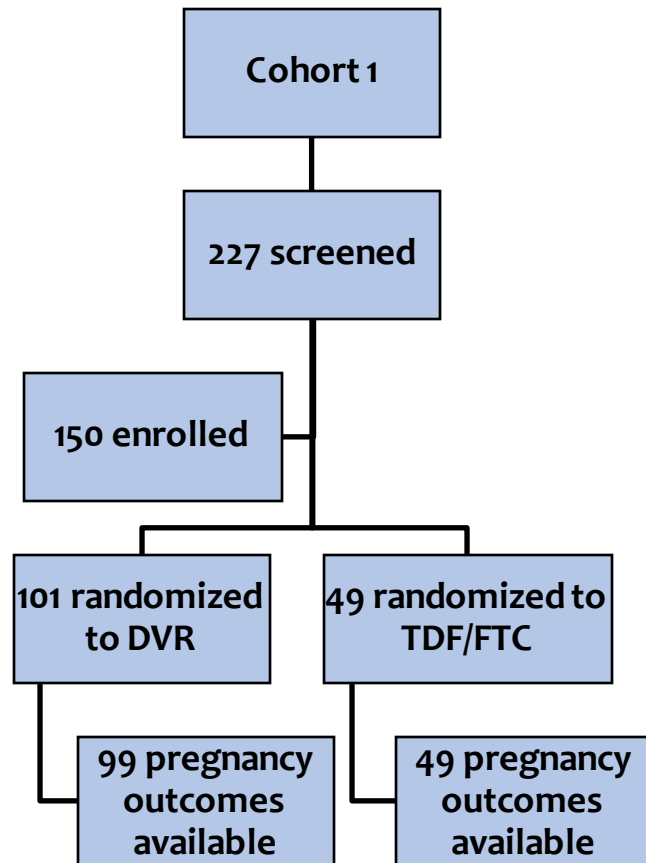 Cohort 1
227 screened
150 enrolled
101 randomized
to DVR
49 randomized to
TDF/FTC
99 pregnancy
outcomes
available
49 pregnancy
outcomes
available